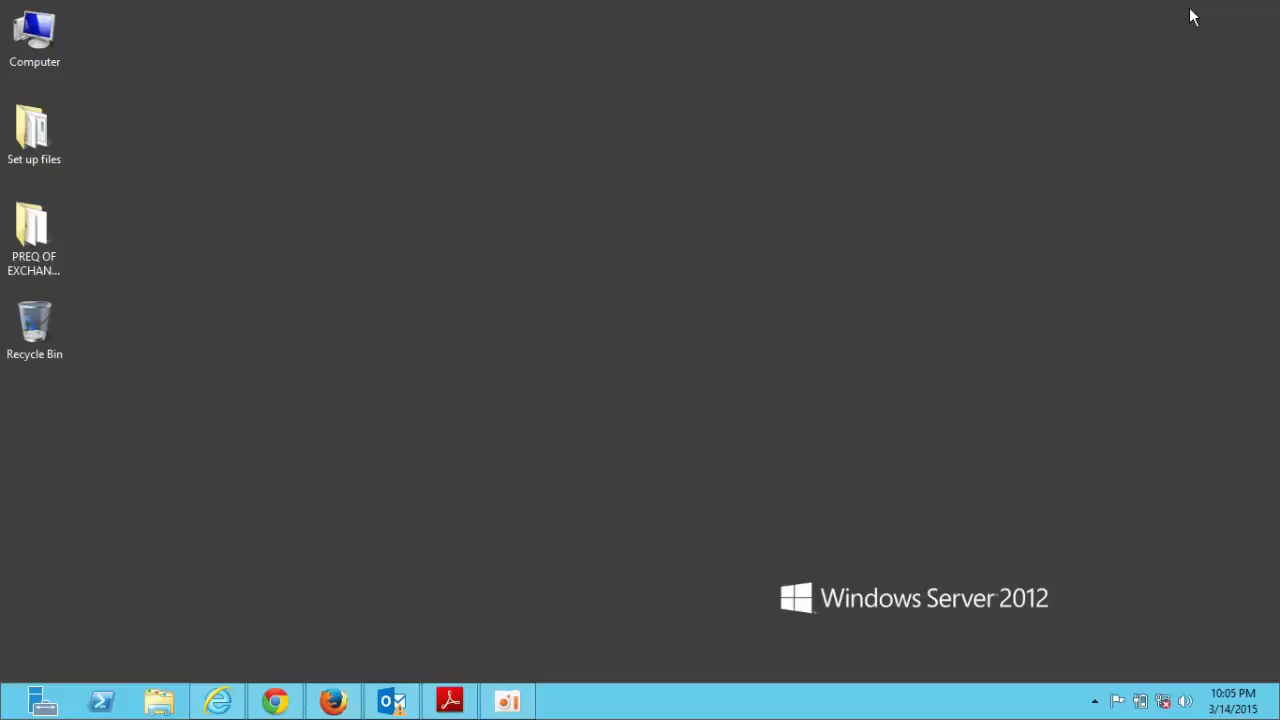 Computer
Set up files
PREQ OF
EXCHAN...
Recycle Bin
Windows Server 2012
10:05 PM
3/14/2015